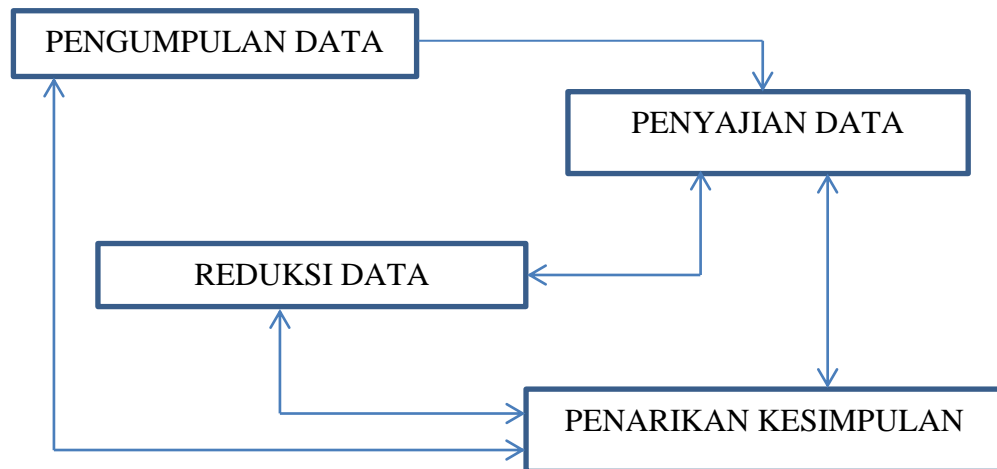 PENGUMPULAN DATA
PENYAJIAN DATA
REDUKSI DATA
PENARIKAN KESIMPULAN